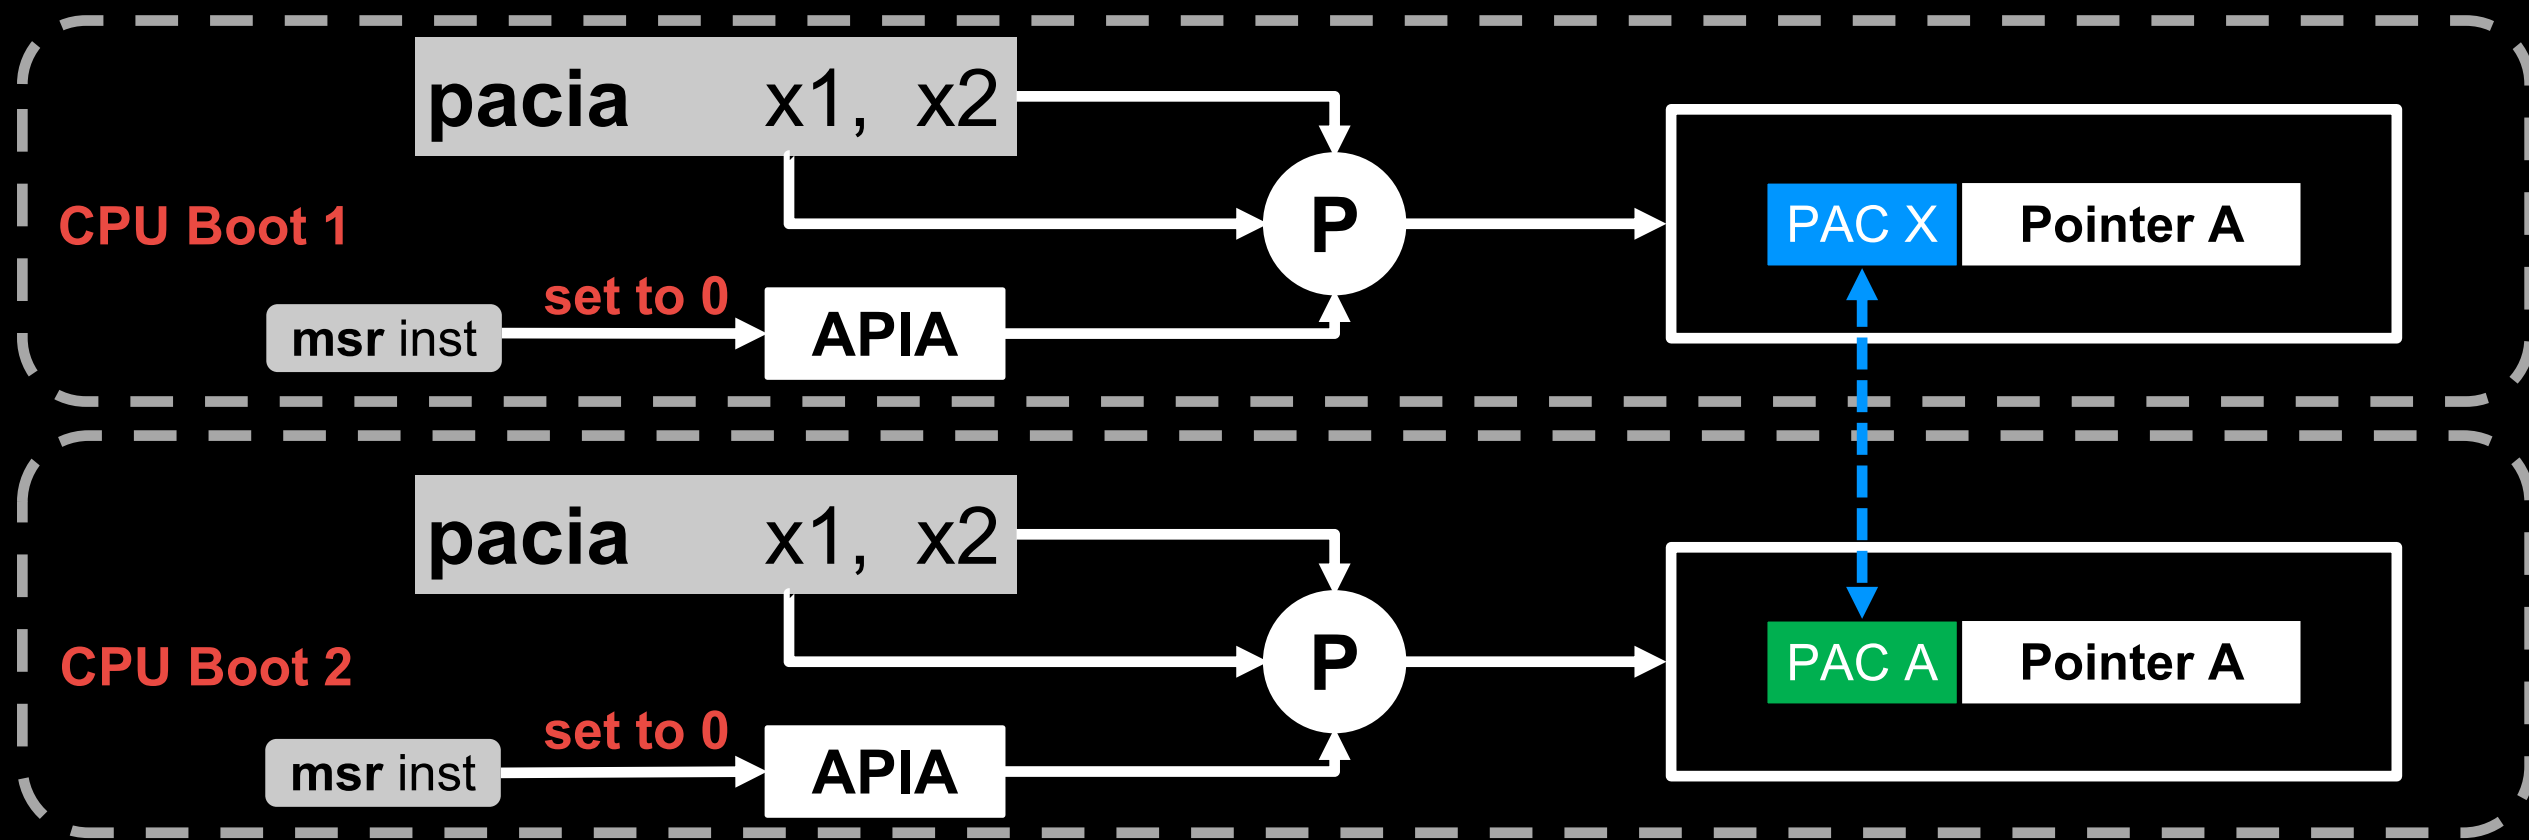 pacia x1, x2
P
PAC X Pointer A
CPU Boot 1
set to 0
msr inst
APIA
pacia x1, x2
P
PAC A Pointer A
CPU Boot 2
set to 0
msr inst
APIA